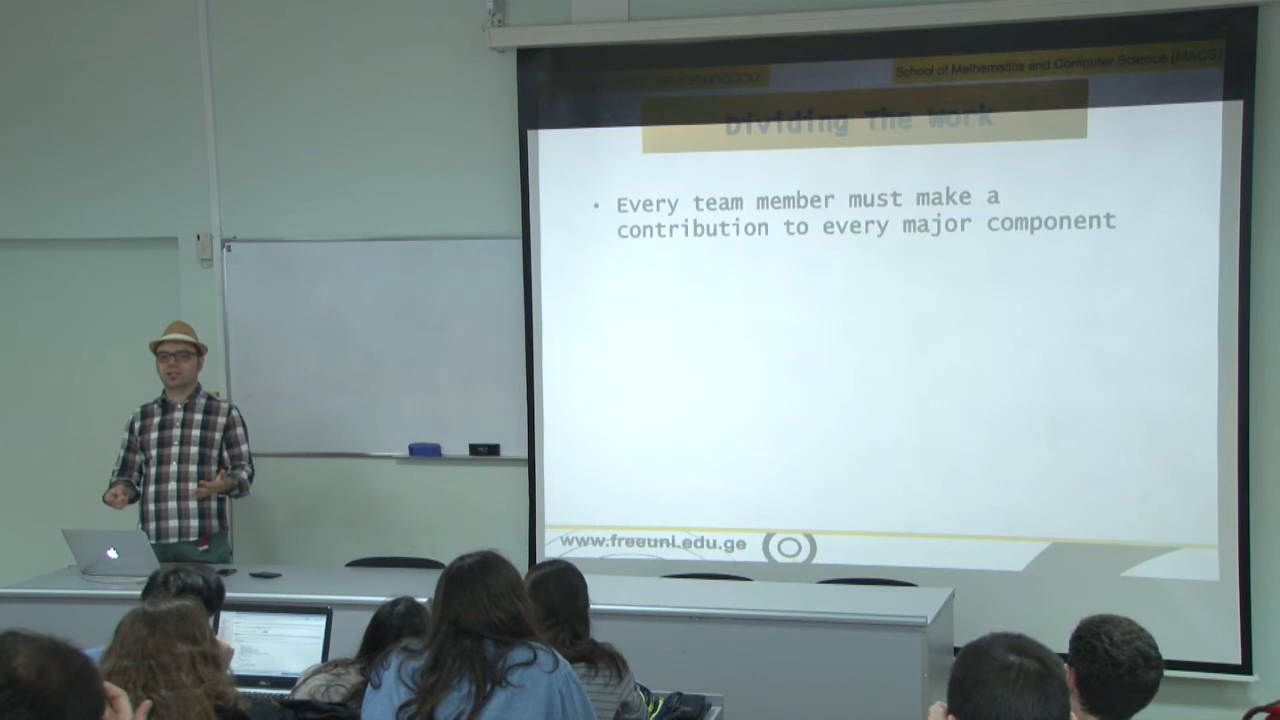 School of Mathematics and Computer Science (MACS)
Dividing The Work
• Every team member must make a
contribution to every major component
www.freeuni.edu.ge